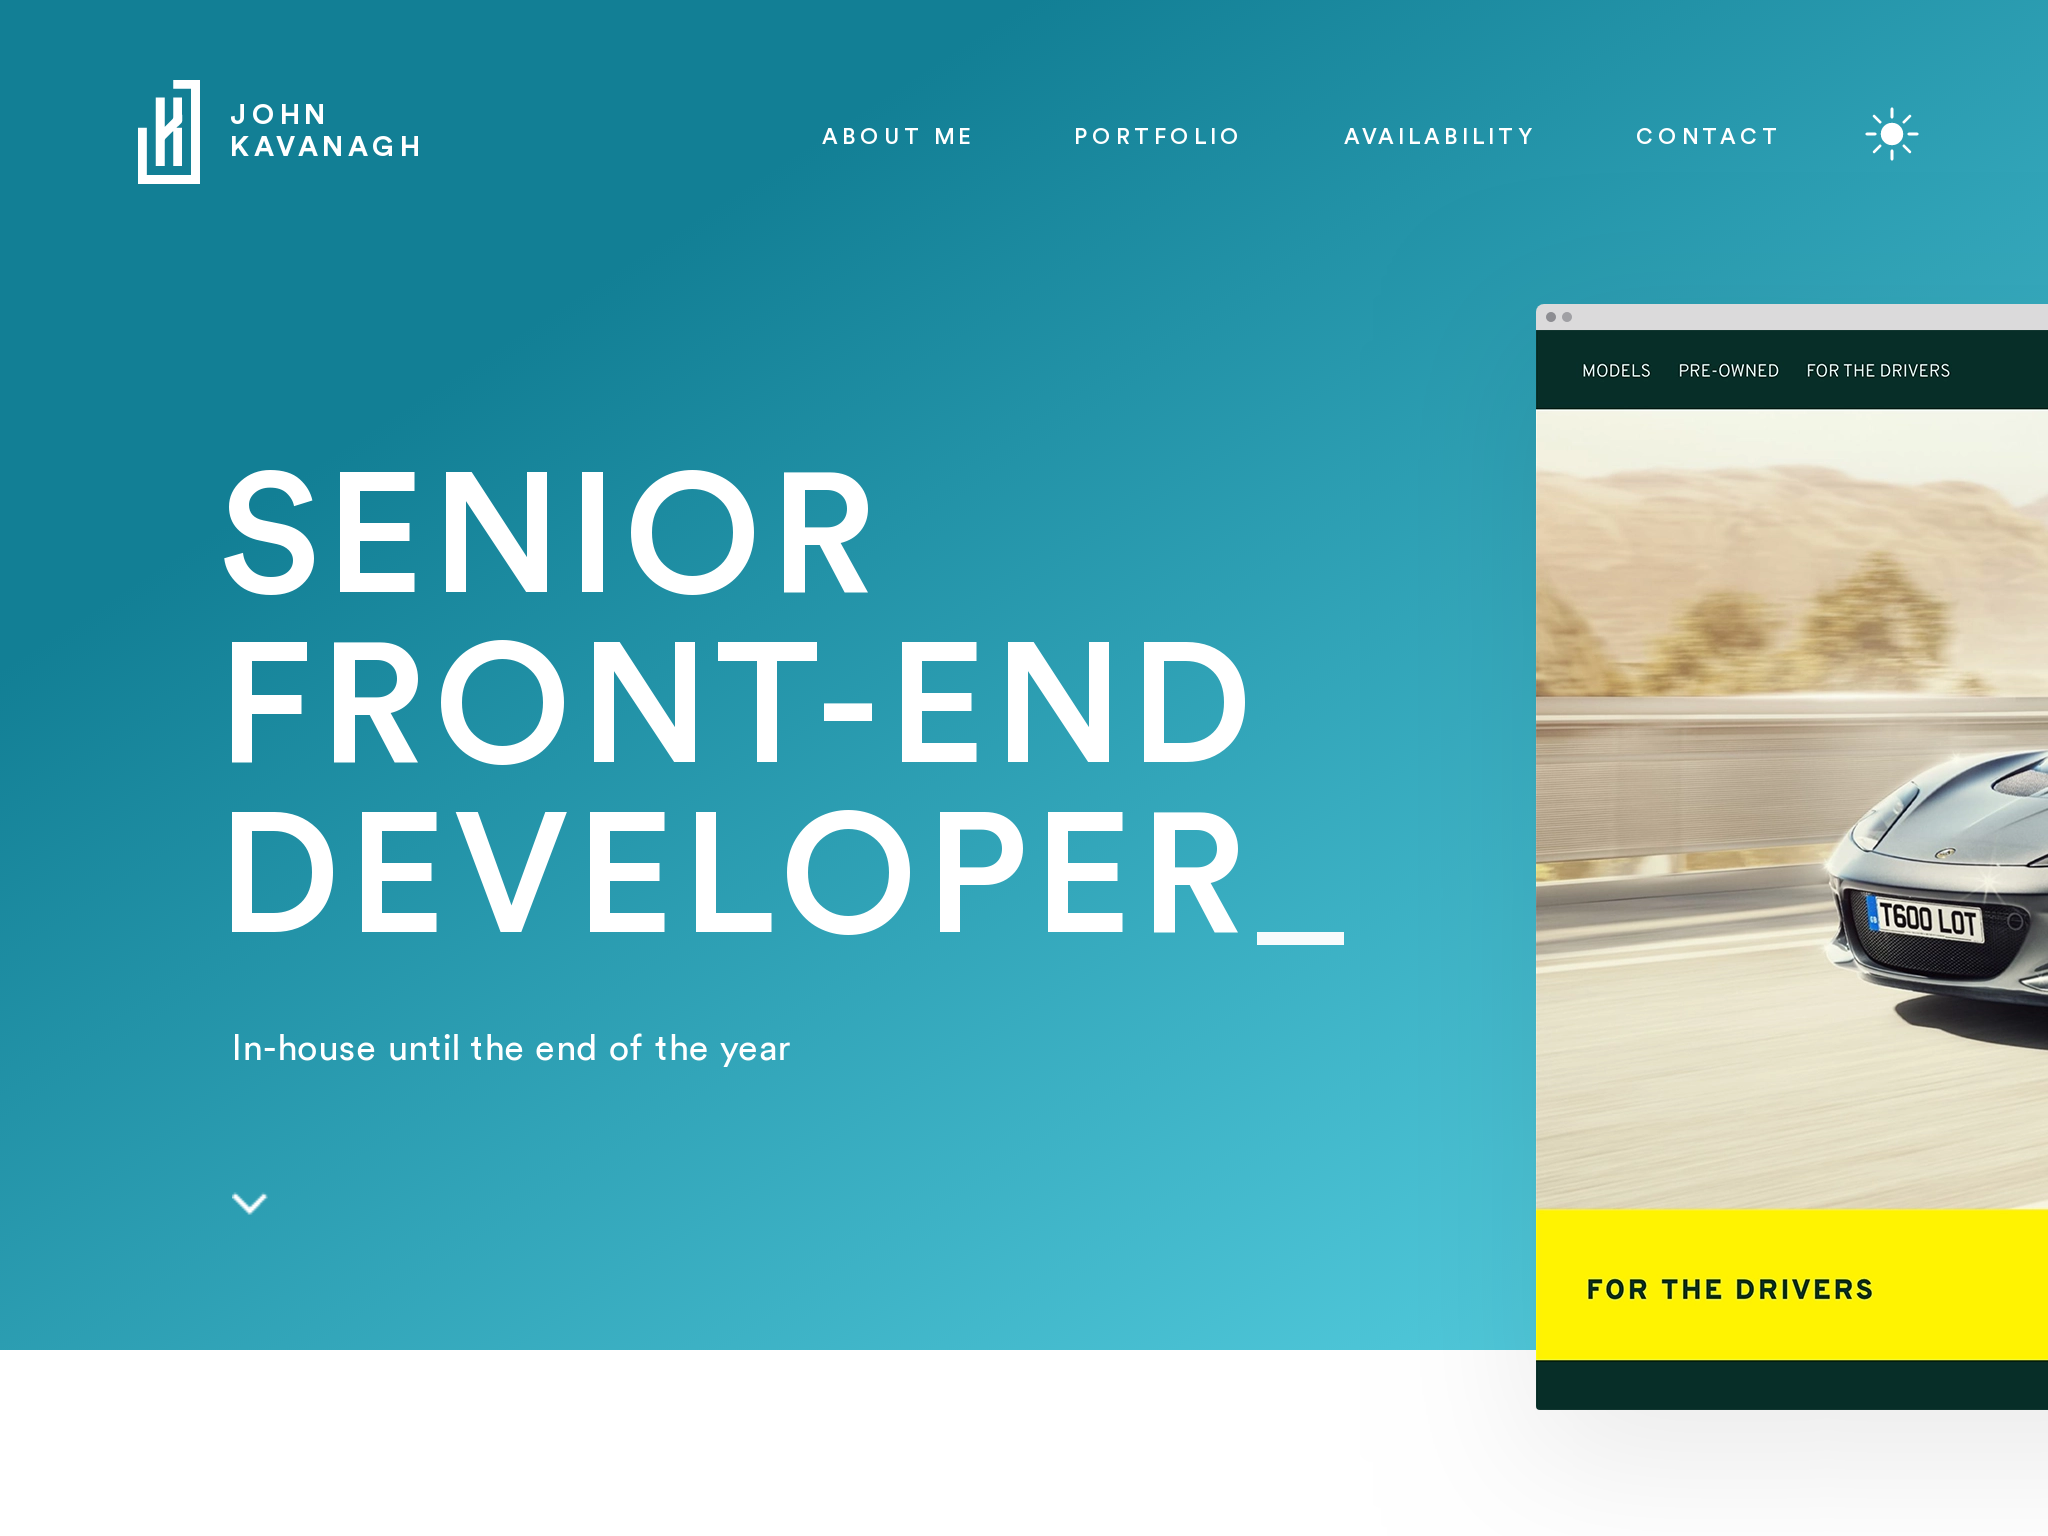 JOHN
KAVANAGH
ABOUT ME
PORTFOLIO
AVAILABILITY
CONTACT
SENIOR
FRONT-END
DEVELOPER_
In-house until the end of the year
MODELS
PRE-OWNED
FOR THE DRIVERS
T600 LOT
FOR THE DRIVERS